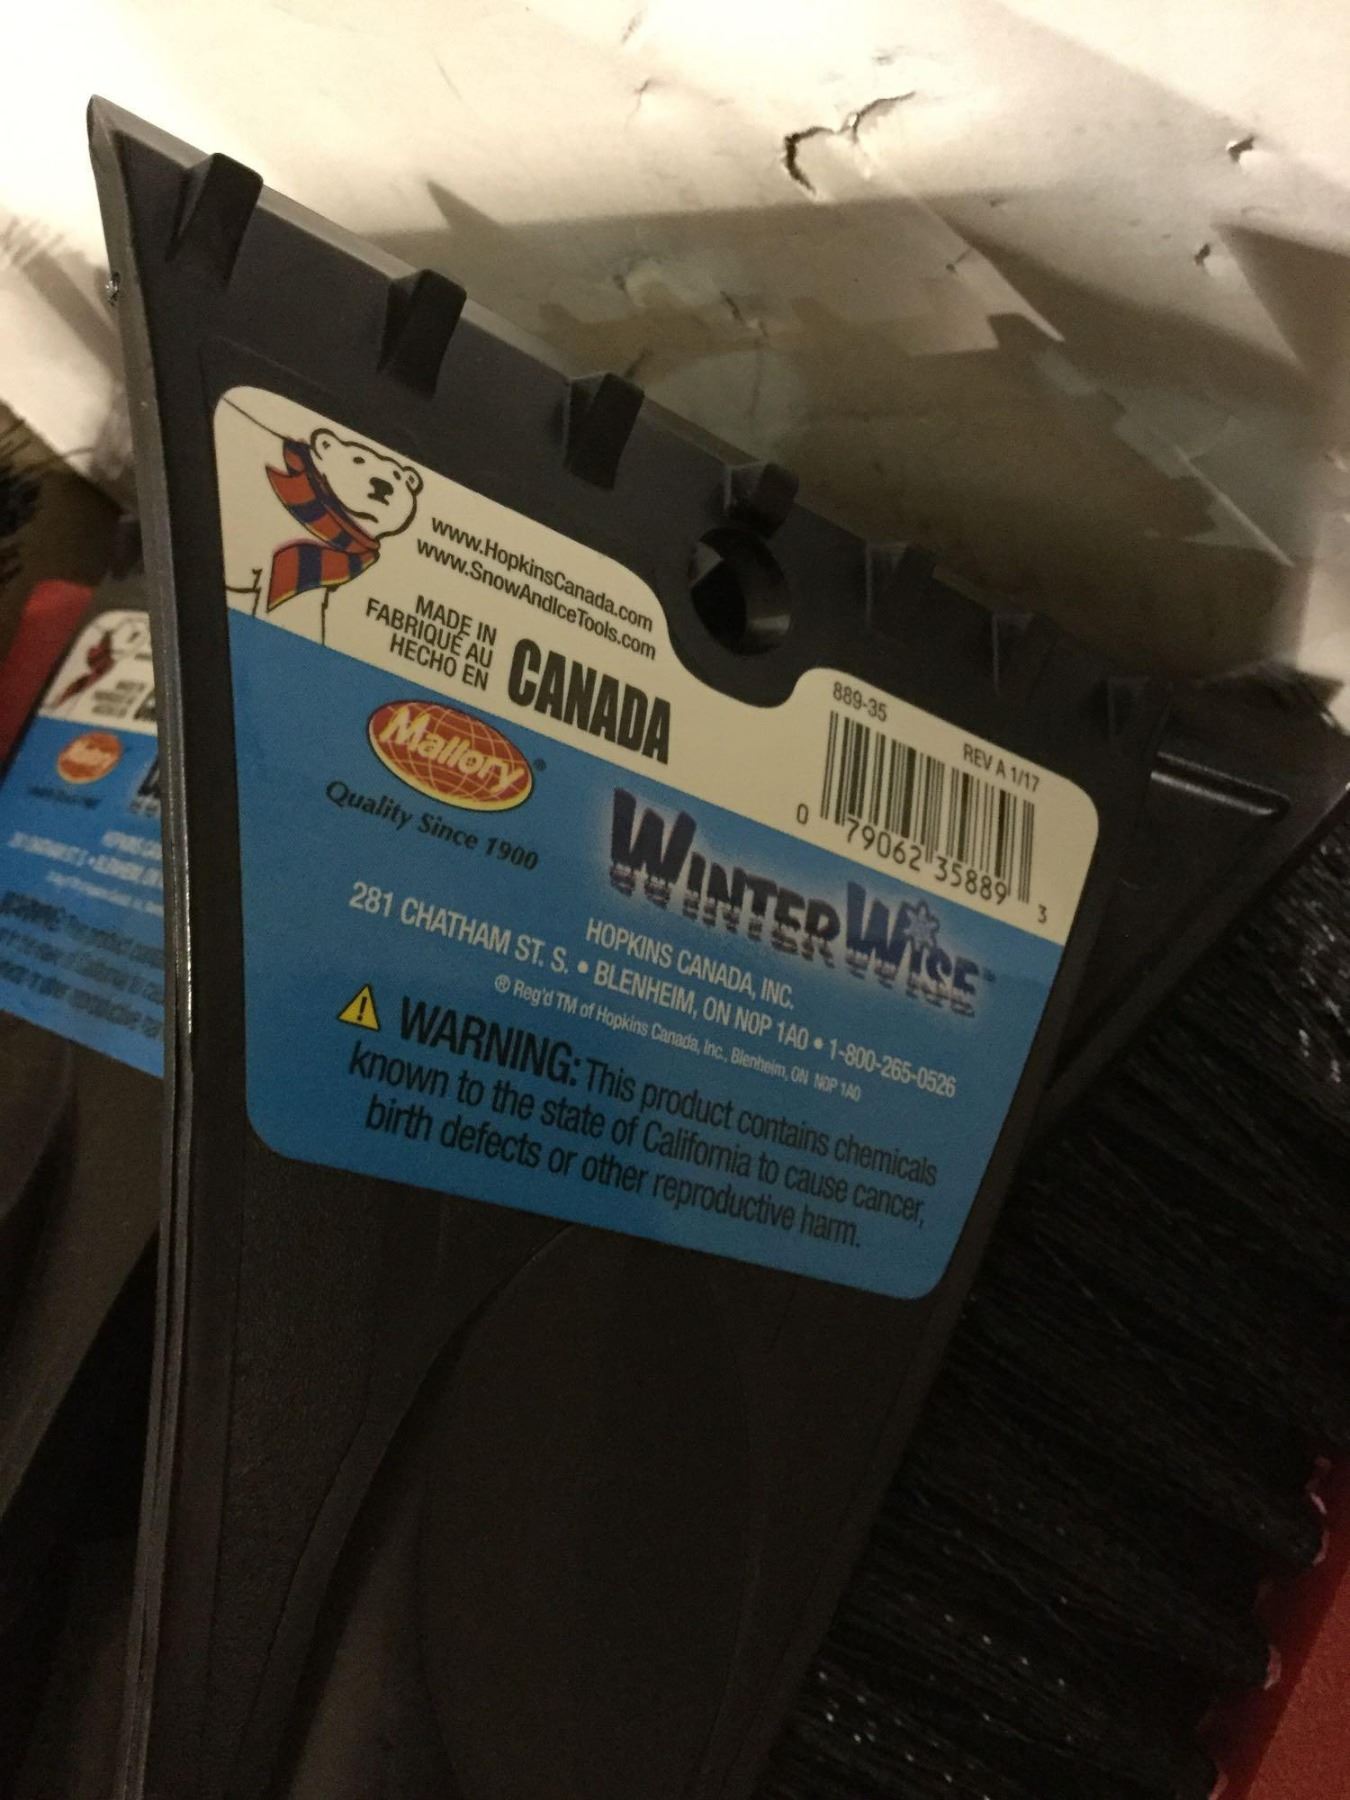 www.HopkinsCanada.com
www.SnowAndIceTools.com
MADE IN
FABRIQUÉ AU
HECHO EN
CANADA
889-35
REV A 1/17
0 79062 35889 3
Mallory®
Quality Since 1900
WINTER WISE™
HOPKINS CANADA, INC.
281 CHATHAM ST. S. • BLENHEIM, ON N0P 1A0 • 1-800-265-0526
® Reg'd TM of Hopkins Canada, Inc., Blenheim, ON N0P 1A0
⚠ WARNING: This product contains chemicals
known to the state of California to cause cancer,
birth defects or other reproductive harm.